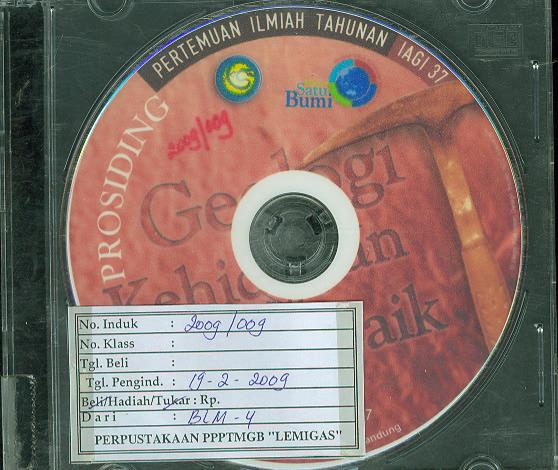 PERTEMUAN ILMIAH TAHUNAN IAGI 37
PROSIDING
Satu
Bumi
2009/009
Geologi
No. Induk : 2009/009
No. Klass :
Tgl. Beli :
Tgl. Pengind. : 19-2-2009
Beli/Hadiah/Tukar : Rp.
Dari : BLM-4
PERPUSTAKAAN PPPTMGB "LEMIGAS"